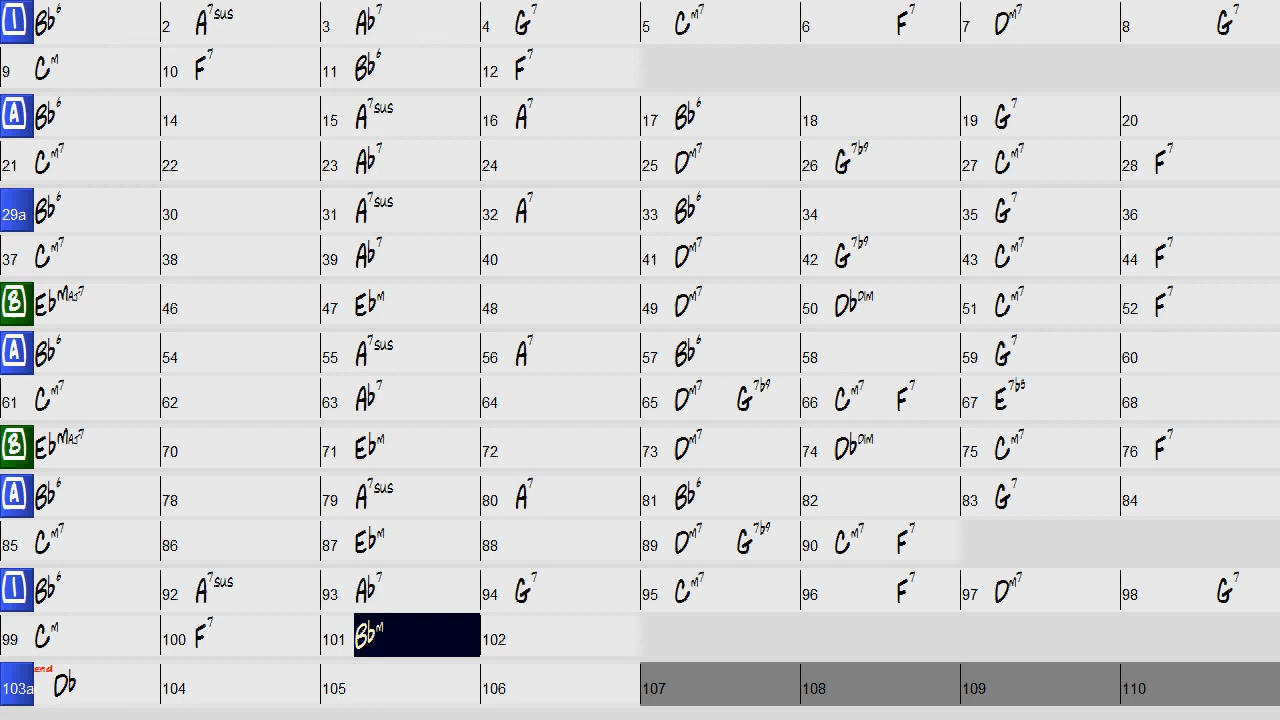 1 Bb6 2 A7sus 3 Ab7 4 G7 5 Cm7 6 F7 7 Dm7 8 G7
9 Cm 10 F7 11 Bb6 12 F7
A Bb6 14 15 A7sus 16 A7 17 Bb6 18 19 G7 20
21 Cm7 22 23 Ab7 24 25 Dm7 26 G7b9 27 Cm7 28 F7
29a Bb6 30 31 A7sus 32 A7 33 Bb6 34 35 G7 36
37 Cm7 38 39 Ab7 40 41 Dm7 42 G7b9 43 Cm7 44 F7
B EbMaj7 46 47 Ebm 48 49 Dm7 50 DbDim 51 Cm7 52 F7
A Bb6 54 55 A7sus 56 A7 57 Bb6 58 59 G7 60
61 Cm7 62 63 Ab7 64 65 Dm7 G7b9 66 Cm7 F7 67 E7b5 68
B EbMaj7 70 71 Ebm 72 73 Dm7 74 DbDim 75 Cm7 76 F7
A Bb6 78 79 A7sus 80 A7 81 Bb6 82 83 G7 84
85 Cm7 86 87 Ebm 88 89 Dm7 G7b9 90 Cm7 F7
1 Bb6 92 A7sus 93 Ab7 94 G7 95 Cm7 96 F7 97 Dm7 98 G7
99 Cm 100 F7 101 Bbm 102
103a end Db 104 105 106 107 108 109 110